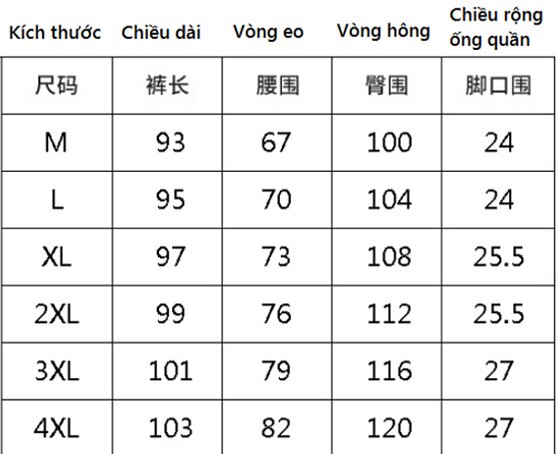 Kích thước Chiều dài Vòng eo Vòng hông Chiều rộng ống quần
尺码 裤长 腰围 臀围 脚口围
M 93 67 100 24
L 95 70 104 24
XL 97 73 108 25.5
2XL 99 76 112 25.5
3XL 101 79 116 27
4XL 103 82 120 27